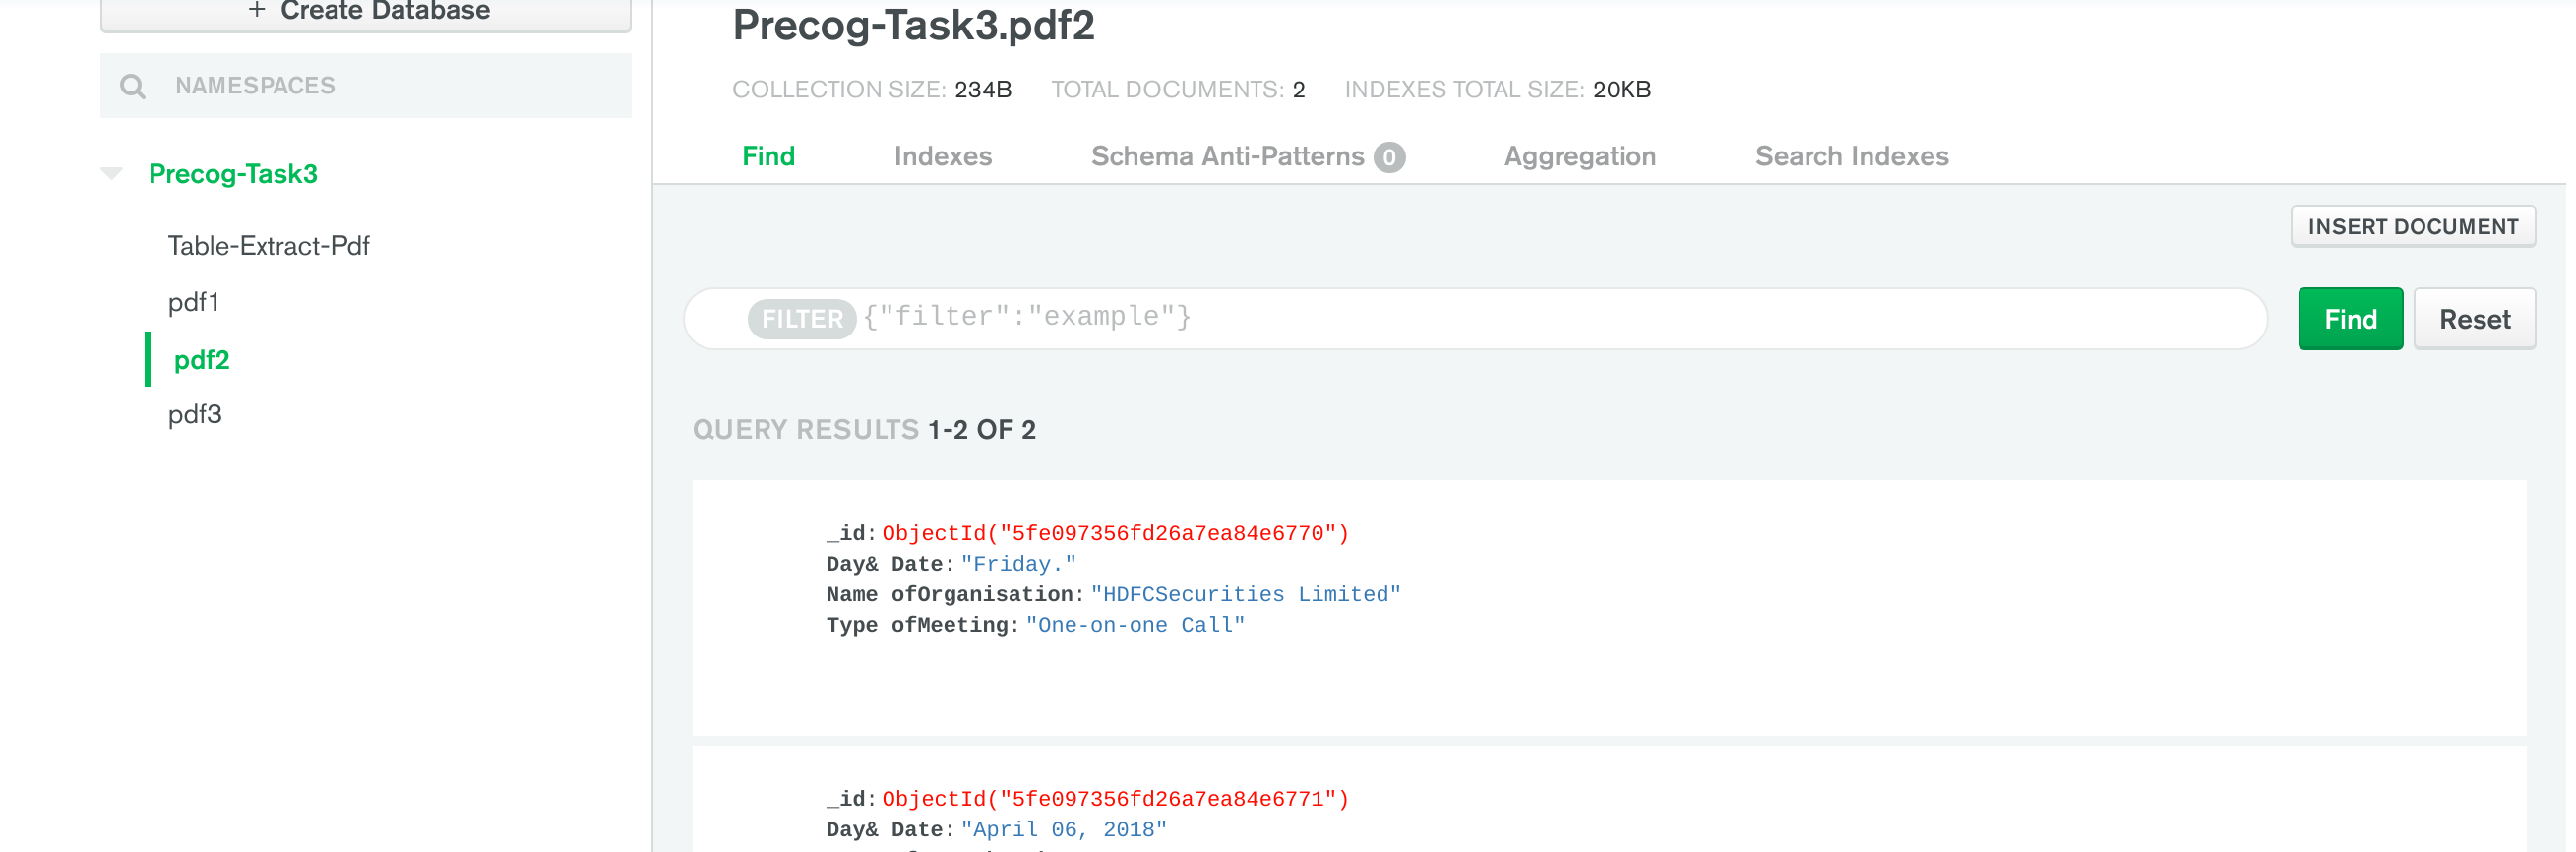 + Create Database
NAMESPACES
Precog-Task3
Table-Extract-Pdf
pdf1
pdf2
pdf3
Precog-Task3.pdf2
COLLECTION SIZE: 234B TOTAL DOCUMENTS: 2 INDEXES TOTAL SIZE: 20KB
Find Indexes Schema Anti-Patterns 0 Aggregation Search Indexes
INSERT DOCUMENT
FILTER {"filter":"example"} Find Reset
QUERY RESULTS 1-2 OF 2
_id: ObjectId("5fe097356fd26a7ea84e6770")
Day& Date: "Friday."
Name ofOrganisation: "HDFCSecurities Limited"
Type ofMeeting: "One-on-one Call"
_id: ObjectId("5fe097356fd26a7ea84e6771")
Day& Date: "April 06, 2018"